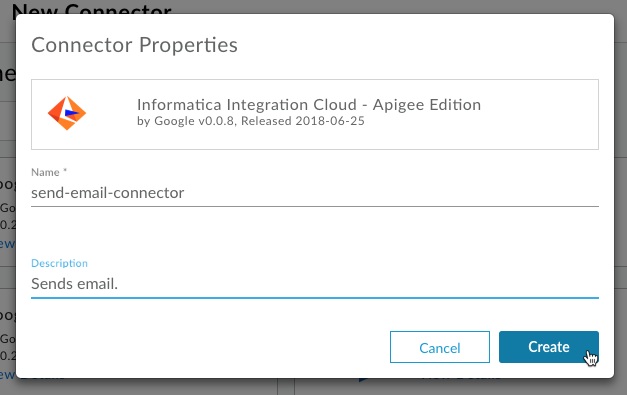 New Connector
Connector Properties
Informatica Integration Cloud - Apigee Edition
by Google v0.0.8, Released 2018-06-25
Name *
send-email-connector
Description
Sends email.
Cancel
Create